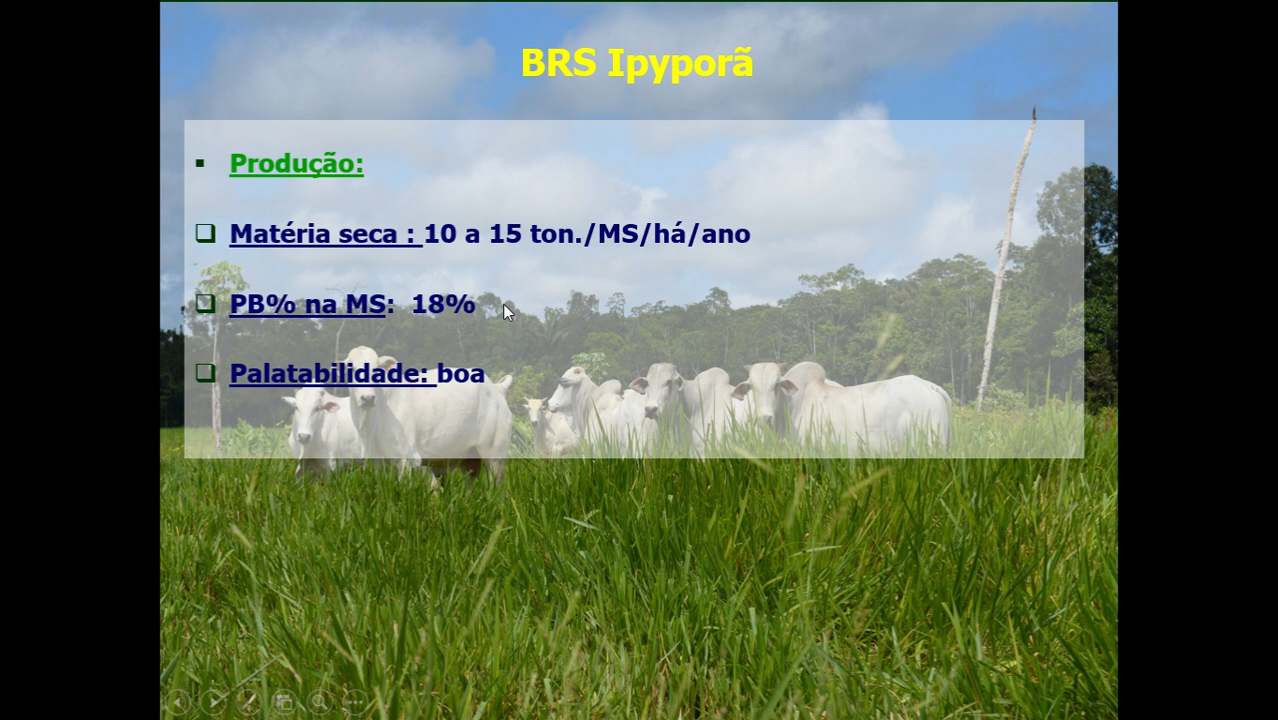 BRS Ipyporã
Produção:
Matéria seca : 10 a 15 ton./MS/há/ano
PB% na MS:  18%
Palatabilidade: boa